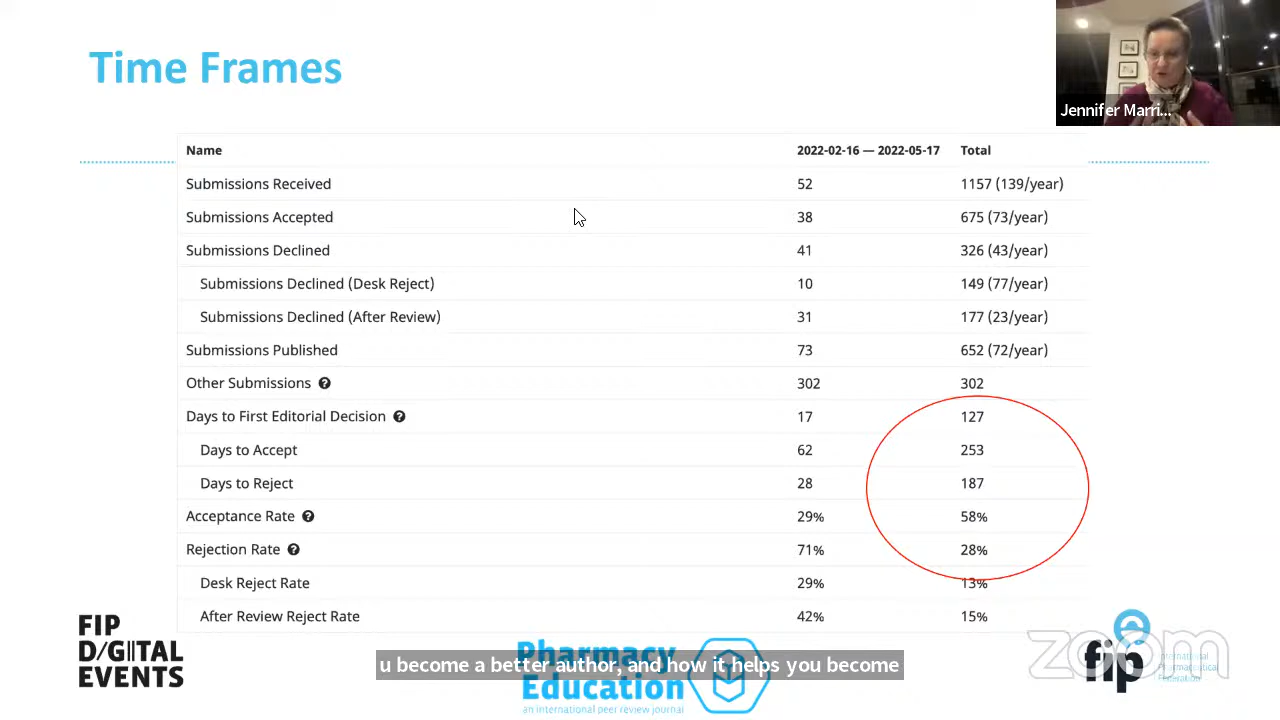 Time Frames
Jennifer Marri...
Name 2022-02-16 — 2022-05-17 Total
Submissions Received 52 1157 (139/year)
Submissions Accepted 38 675 (73/year)
Submissions Declined 41 326 (43/year)
Submissions Declined (Desk Reject) 10 149 (77/year)
Submissions Declined (After Review) 31 177 (23/year)
Submissions Published 73 652 (72/year)
Other Submissions ? 302 302
Days to First Editorial Decision ? 17 127
Days to Accept 62 253
Days to Reject 28 187
Acceptance Rate ? 29% 58%
Rejection Rate ? 71% 28%
Desk Reject Rate 29% 13%
After Review Reject Rate 42% 15%
FIP
D/GITAL
EVENTS
Pharmacy
Education
an international peer review journal
u become a better author, and how it helps you become
fip
International
Pharmaceutical
Federation
zoom